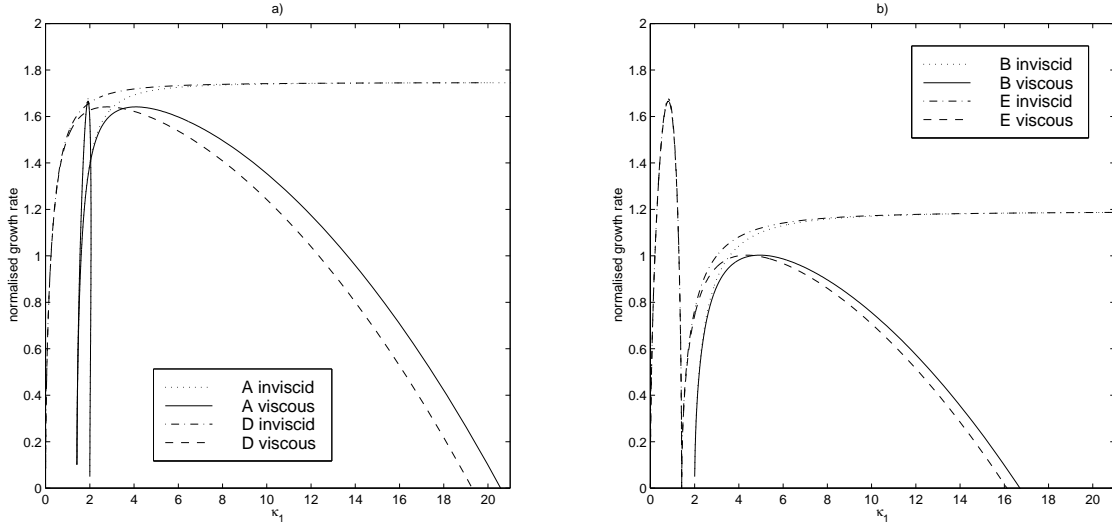 a)
normalised growth rate
2
1.8
1.6
1.4
1.2
1
0.8
0.6
0.4
0.2
0
A inviscid
A viscous
D inviscid
D viscous
0 2 4 6 8 10 12 14 16 18 20
κ1
b)
normalised growth rate
2
1.8
1.6
1.4
1.2
1
0.8
0.6
0.4
0.2
0
B inviscid
B viscous
E inviscid
E viscous
0 2 4 6 8 10 12 14 16 18 20
κ1